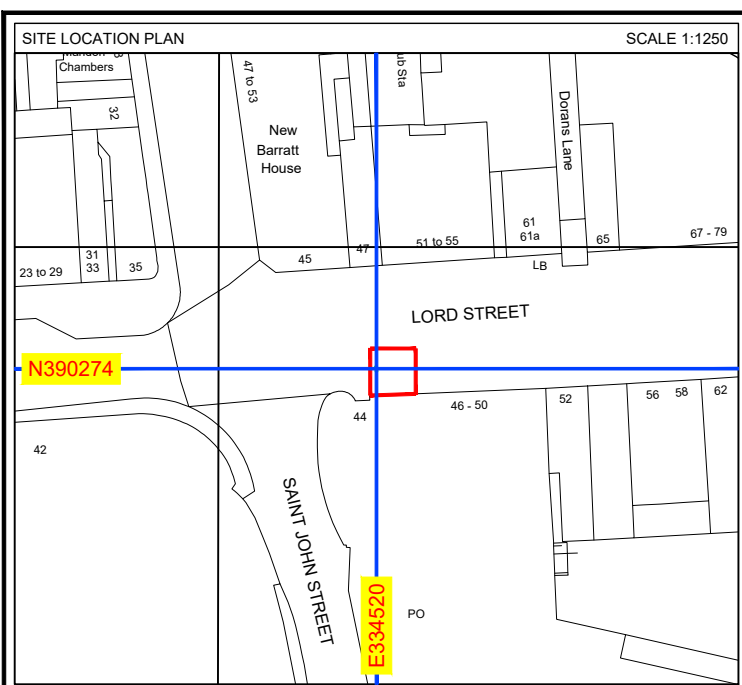 SITE LOCATION PLAN
SCALE 1:1250
Chambers
32
47 to 53
New
Barratt
House
ub Sta
Dorans Lane
61
61a
65
67 - 79
51 to 55
47
45
LB
31
33
35
23 to 29
LORD STREET
N390274
44
46 - 50
52
56
58
62
42
SAINT JOHN STREET
E334520
PO